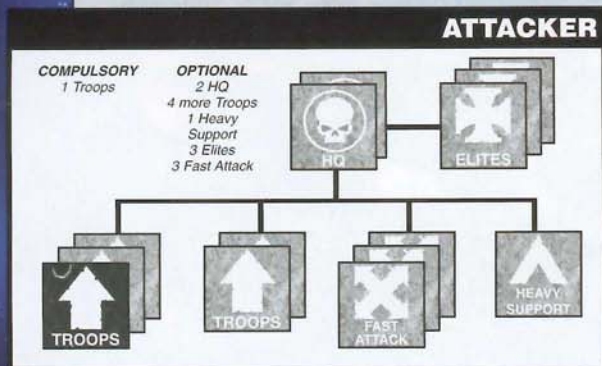 ATTACKER
COMPULSORY
1 Troops
OPTIONAL
2 HQ
4 more Troops
1 Heavy
Support
3 Elites
3 Fast Attack
HQ
ELITES
TROOPS
TROOPS
FAST
ATTACK
HEAVY
SUPPORT